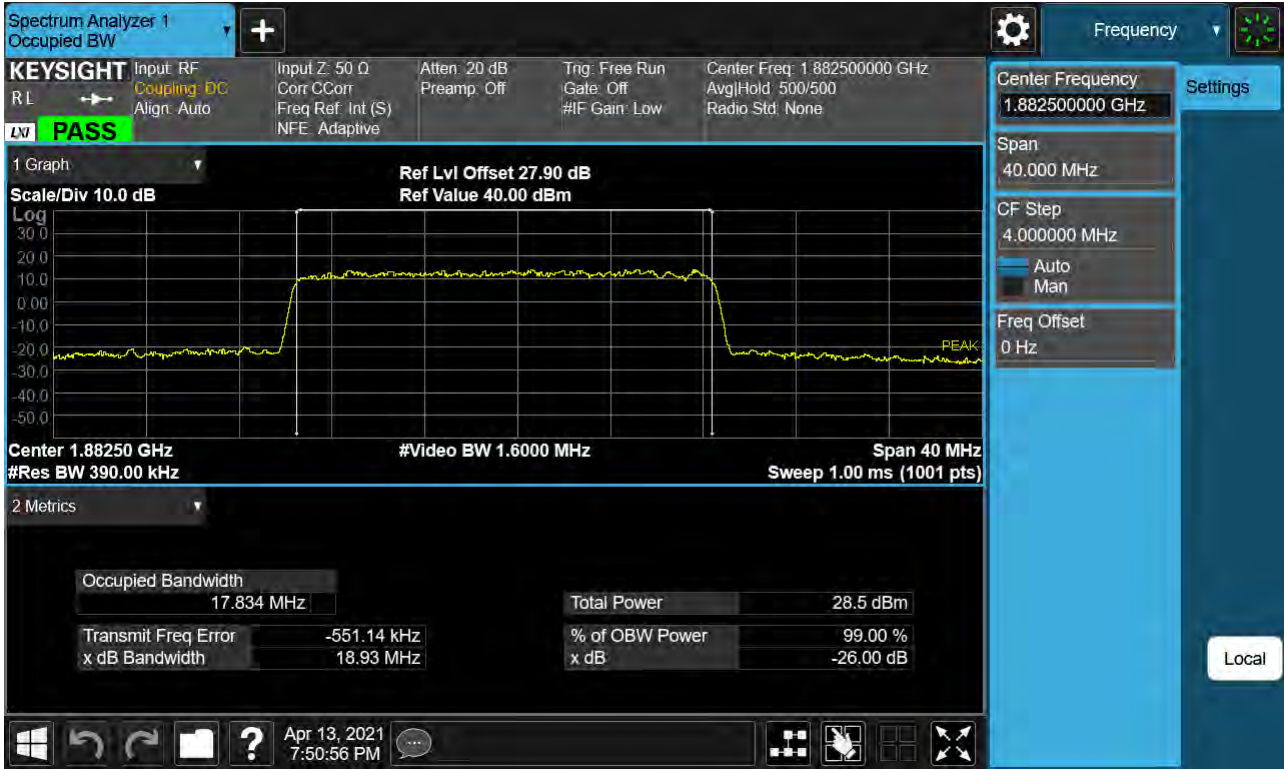 Spectrum Analyzer 1
Occupied BW
Frequency
KEYSIGHT
R L
LXI PASS
Input: RF
Coupling: DC
Align: Auto
Input Z: 50 Ω
Corr CCorr
Freq Ref: Int (S)
NFE: Adaptive
Atten: 20 dB
Preamp: Off
Trig: Free Run
Gate: Off
#IF Gain: Low
Center Freq: 1.882500000 GHz
Avg|Hold: 500/500
Radio Std: None
1 Graph
Scale/Div 10.0 dB
Ref Lvl Offset 27.90 dB
Ref Value 40.00 dBm
Log
30.0
20.0
10.0
0.00
-10.0
-20.0
-30.0
-40.0
-50.0
PEAK
Center 1.88250 GHz
#Video BW 1.6000 MHz
Span 40 MHz
#Res BW 390.00 kHz
Sweep 1.00 ms (1001 pts)
2 Metrics
Occupied Bandwidth
17.834 MHz
Total Power 28.5 dBm
Transmit Freq Error -551.14 kHz
% of OBW Power 99.00 %
x dB Bandwidth 18.93 MHz
x dB -26.00 dB
Center Frequency
1.882500000 GHz
Settings
Span
40.000 MHz
CF Step
4.000000 MHz
Auto
Man
Freq Offset
0 Hz
Local
?
Apr 13, 2021
7:50:56 PM